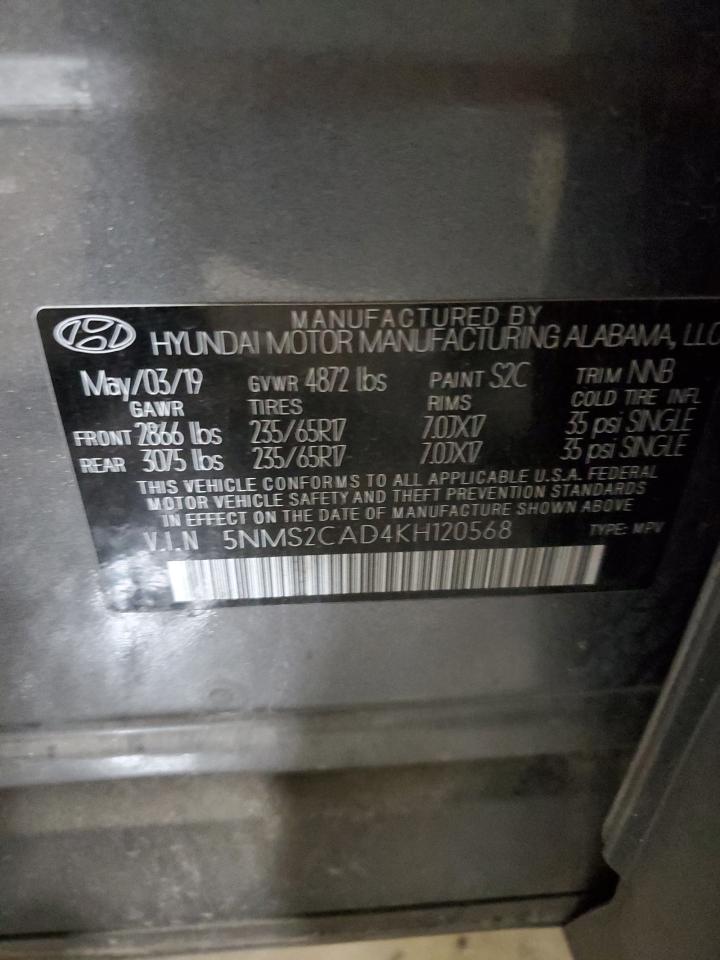 MANUFACTURED BY
HYUNDAI MOTOR MANUFACTURING ALABAMA, LLC
May/03/19 GVWR 4872 lbs PAINT S2C TRIM NNB
GAWR TIRES RIMS COLD TIRE INFL
FRONT 2866 lbs 235/65R17 7.0JX17 35 psi SINGLE
REAR 3075 lbs 235/65R17 7.0JX17 35 psi SINGLE
THIS VEHICLE CONFORMS TO ALL APPLICABLE U.S.A. FEDERAL
MOTOR VEHICLE SAFETY AND THEFT PREVENTION STANDARDS
IN EFFECT ON THE DATE OF MANUFACTURE SHOWN ABOVE
V.I.N 5NMS2CAD4KH120568 TYPE: MPV